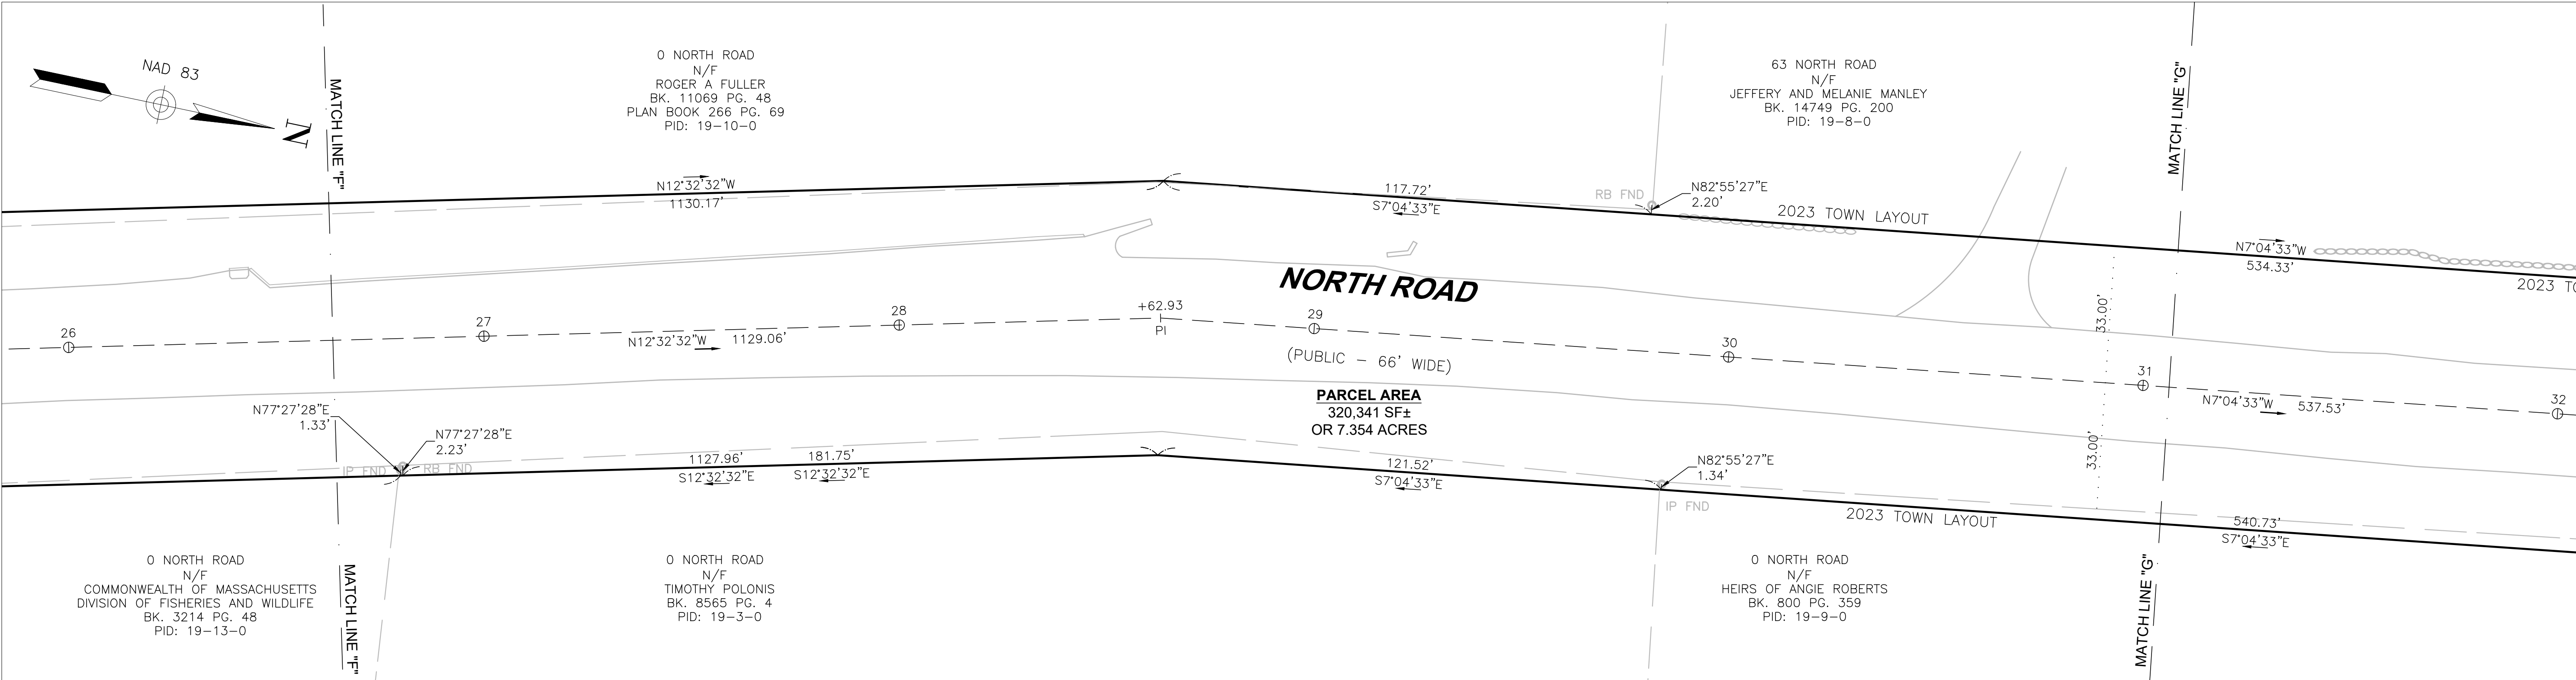 NAD 83
N
MATCH LINE "F"
0 NORTH ROAD
N/F
ROGER A FULLER
BK. 11069 PG. 48
PLAN BOOK 266 PG. 69
PID: 19-10-0
63 NORTH ROAD
N/F
JEFFERY AND MELANIE MANLEY
BK. 14749 PG. 200
PID: 19-8-0
MATCH LINE "G"
N12°32'32"W
1130.17'
117.72'
S7°04'33"E
RB FND
N82°55'27"E
2.20'
2023 TOWN LAYOUT
N7°04'33"W
534.33'
2023 
NORTH ROAD
26
27
28
+62.93
PI
29
30
31
32
N12°32'32"W 1129.06'
(PUBLIC - 66' WIDE)
33.00'
33.00'
N7°04'33"W 537.53'
PARCEL AREA
320,341 SF±
OR 7.354 ACRES
N77°27'28"E
1.33'
N77°27'28"E
2.23'
IP FND
RB FND
1127.96'
S12°32'32"E
181.75'
S12°32'32"E
121.52'
S7°04'33"E
N82°55'27"E
1.34'
IP FND
2023 TOWN LAYOUT
540.73'
S7°04'33"E
0 NORTH ROAD
N/F
COMMONWEALTH OF MASSACHUSETTS
DIVISION OF FISHERIES AND WILDLIFE
BK. 3214 PG. 48
PID: 19-13-0
MATCH LINE "F"
0 NORTH ROAD
N/F
TIMOTHY POLONIS
BK. 8565 PG. 4
PID: 19-3-0
0 NORTH ROAD
N/F
HEIRS OF ANGIE ROBERTS
BK. 800 PG. 359
PID: 19-9-0
MATCH LINE "G"